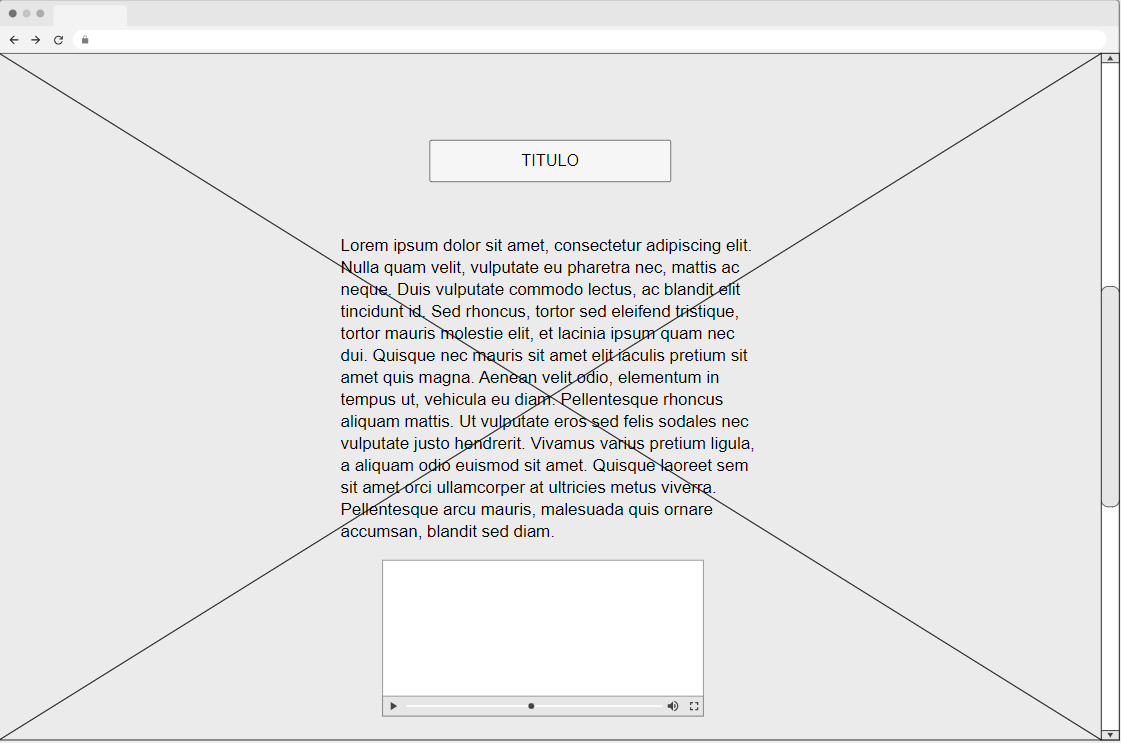 TITULO
Lorem ipsum dolor sit amet, consectetur adipiscing elit.
Nulla quam velit, vulputate eu pharetra nec, mattis ac
neque. Duis vulputate commodo lectus, ac blandit elit
tincidunt id. Sed rhoncus, tortor sed eleifend tristique,
tortor mauris molestie elit, et lacinia ipsum quam nec
dui. Quisque nec mauris sit amet elit iaculis pretium sit
amet quis magna. Aenean velit odio, elementum in
tempus ut, vehicula eu diam. Pellentesque rhoncus
aliquam mattis. Ut vulputate eros sed felis sodales nec
vulputate justo hendrerit. Vivamus varius pretium ligula,
a aliquam odio euismod sit amet. Quisque laoreet sem
sit amet orci ullamcorper at ultricies metus viverra.
Pellentesque arcu mauris, malesuada quis ornare
accumsan, blandit sed diam.